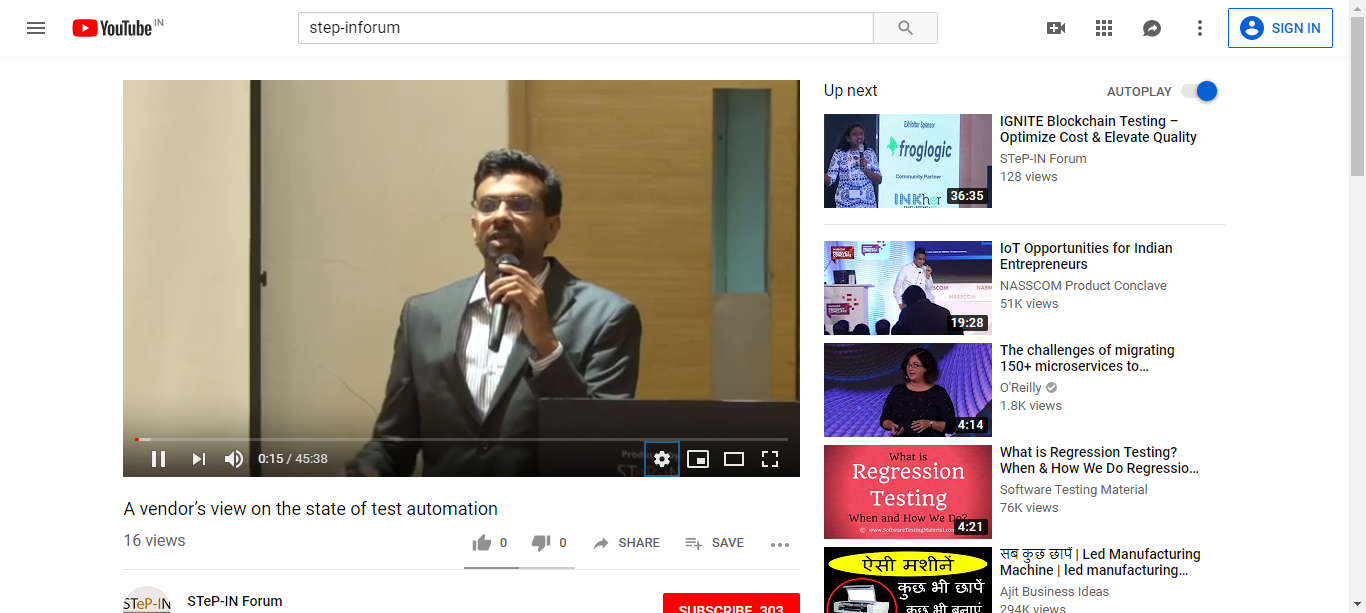 YouTube IN
step-inforum
SIGN IN
Up next
AUTOPLAY
Exhibitor Sponsor
froglogic
Community Partner
INKher
36:35
IGNITE Blockchain Testing –
Optimize Cost & Elevate Quality
STeP-IN Forum
128 views
NASSCOM
19:28
IoT Opportunities for Indian
Entrepreneurs
NASSCOM Product Conclave
51K views
4:14
The challenges of migrating
150+ microservices to…
O'Reilly
1.8K views
What is
Regression
Testing
When and How We Do?
© www.SoftwareTestingMaterial.com
4:21
What is Regression Testing?
When & How We Do Regressio…
Software Testing Material
76K views
ऐसी मशीनें
कुछ भी छापें
कुछ भी बनाएं
सब कुछ छापें | Led Manufacturing
Machine | led manufacturing…
Ajit Business Ideas
294K views
0:15 / 45:38
STeP-IN
A vendor’s view on the state of test automation
16 views
0
0
SHARE
SAVE
STeP-IN
STeP-IN Forum
SUBSCRIBE 303